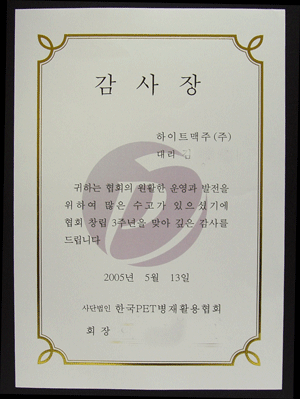 감 사 장
하이트맥주 (주)
대리
귀하는 협회의 원활한 운영과 발전을
위하여 많은 수고가 있으셨기에
협회 창립 3주년을 맞아 깊은 감사를
드립니다
2005년 5월 13일
사단법인 한국PET병재활용협회
회 장